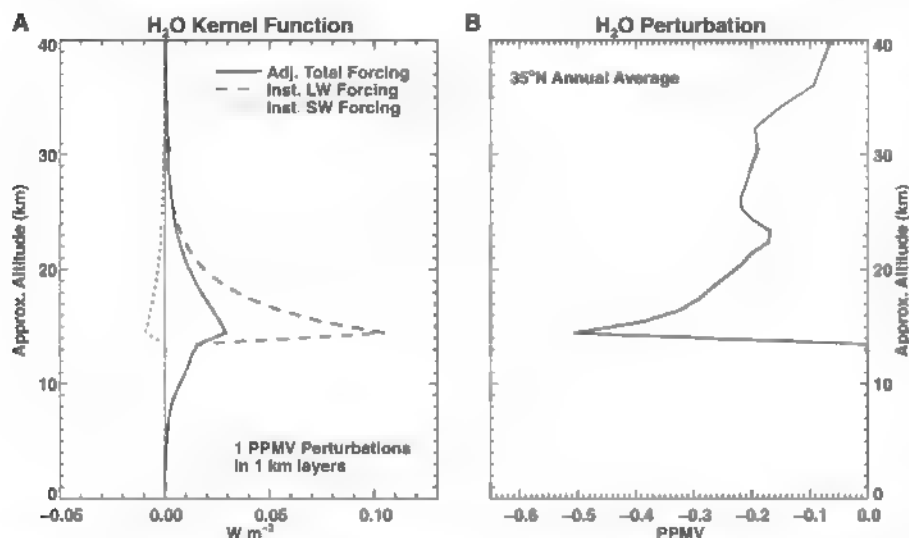 A H₂O Kernel Function
B H₂O Perturbation
Adj. Total Forcing
Inst. LW Forcing
Inst. SW Forcing
35°N Annual Average
1 PPMV Perturbations
in 1 km layers
Approx. Altitude (km)
40
30
20
10
0
−0.05 0.00 0.05 0.10
W m⁻²
40
30
20
10
0
Approx. Altitude (km)
−0.6 −0.5 −0.4 −0.3 −0.2 −0.1 0.0
PPMV